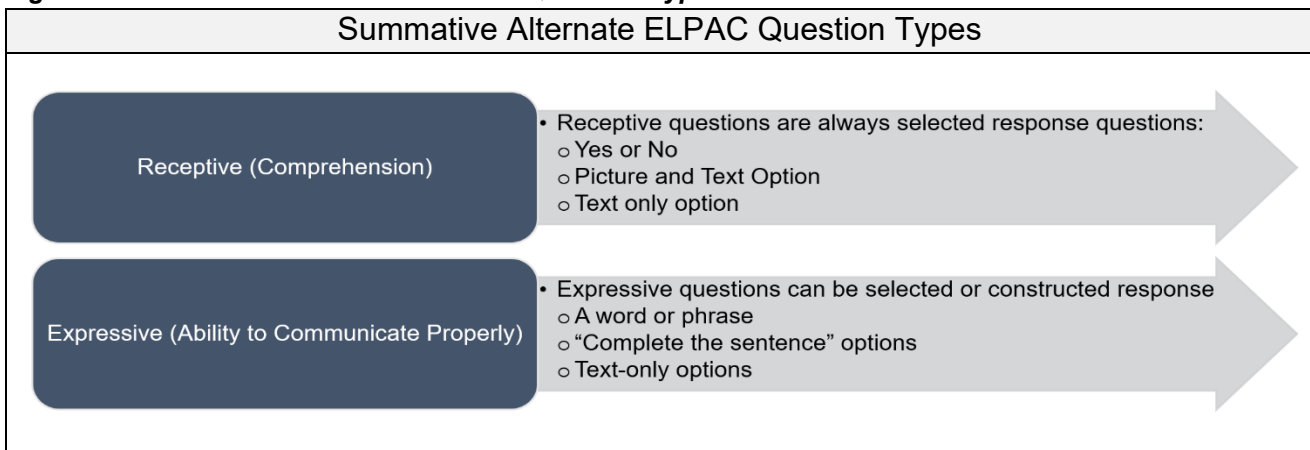 Summative Alternate ELPAC Question Types
Receptive (Comprehension)
• Receptive questions are always selected response questions:
o Yes or No
o Picture and Text Option
o Text only option
Expressive (Ability to Communicate Properly)
• Expressive questions can be selected or constructed response
o A word or phrase
o “Complete the sentence” options
o Text-only options